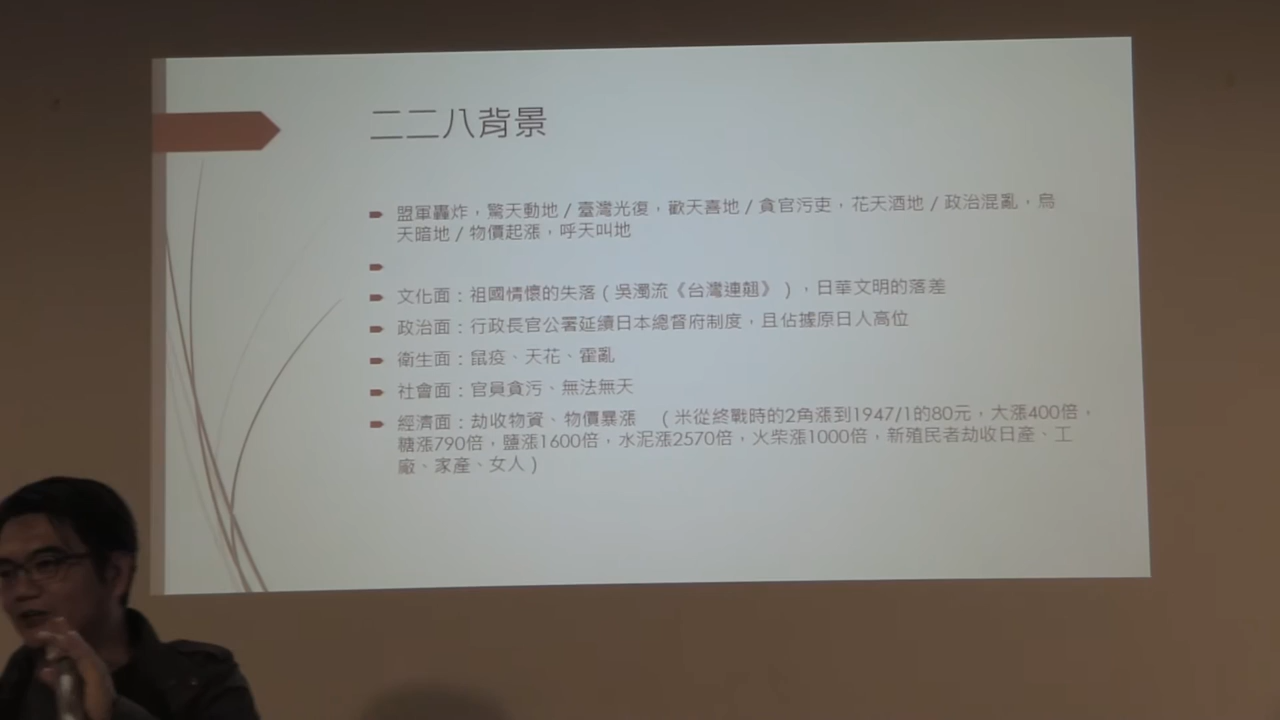 二二八背景
盟軍轟炸，驚天動地 / 臺灣光復，歡天喜地 / 貪官污吏，花天酒地 / 政治混亂，烏
天暗地 / 物價起漲，呼天叫地
文化面：祖國情懷的失落（吳濁流《台灣連翹》），日華文明的落差
政治面：行政長官公署延續日本總督府制度，且佔據原日人高位
衛生面：鼠疫、天花、霍亂
社會面：官員貪污、無法無天
經濟面：劫收物資、物價暴漲　（米從終戰時的2角漲到1947/1的80元，大漲400倍，
糖漲790倍，鹽漲1600倍，水泥漲2570倍，火柴漲1000倍，新殖民者劫收日產、工
廠、家產、女人）